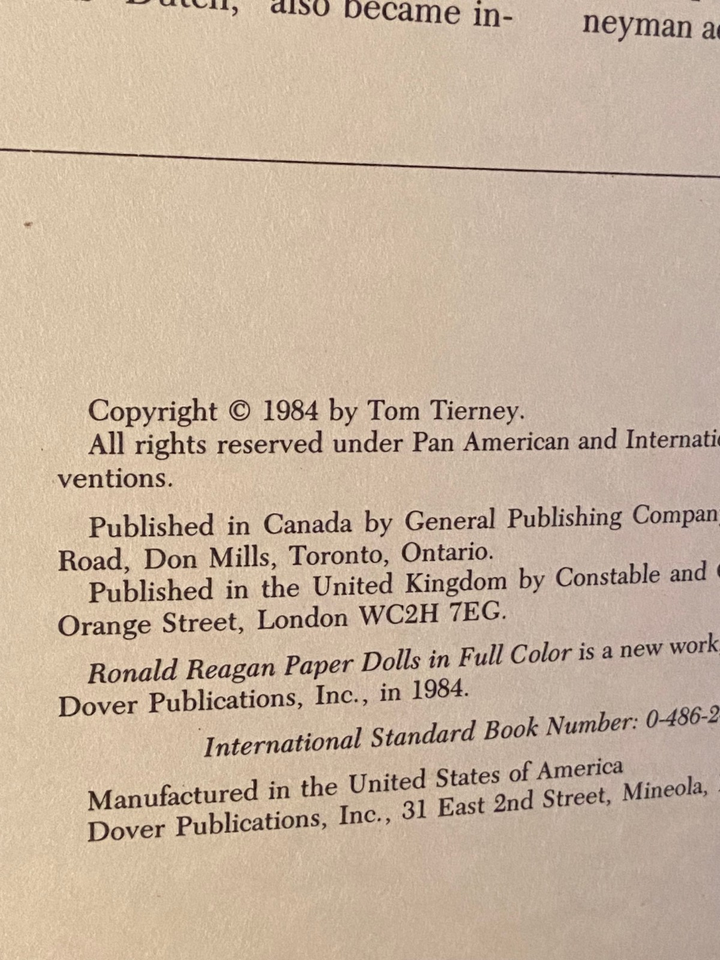 Dutch," also became in-
neyman
Copyright © 1984 by Tom Tierney.
All rights reserved under Pan American and
ventions.
Published in Canada by General Publishing
Road, Don Mills, Toronto, Ontario.
Published in the United Kingdom by Constable and
Orange Street, London WC2H 7EG.
Ronald Reagan Paper Dolls in Full Color is a new work
Dover Publications, Inc., in 1984.
International Standard Book Number: 0-486-2
Manufactured in the United States of America
Dover Publications, Inc., 31 East 2nd Street, Mineola,